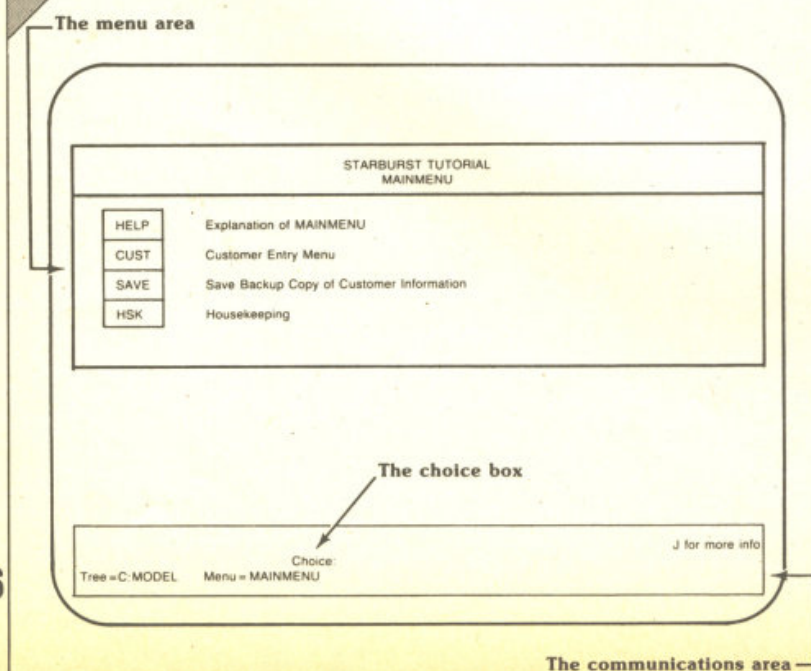 The menu area
STARBURST TUTORIAL
MAINMENU
HELP Explanation of MAINMENU
CUST Customer Entry Menu
SAVE Save Backup Copy of Customer Information
HSK Housekeeping
The choice box
J for more info
Choice:
Tree=C:MODEL Menu=MAINMENU
The communications area